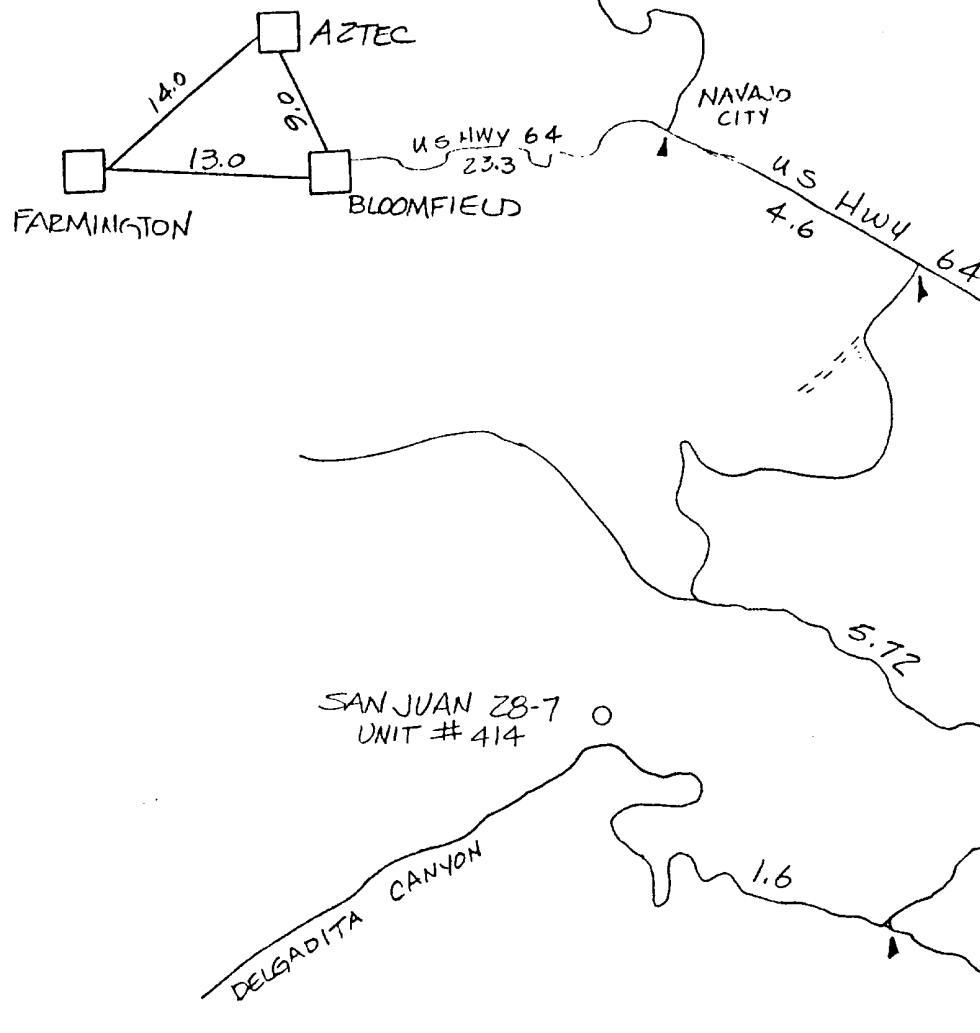 AZTEC
14.0
9.0
13.0
FARMINGTON
BLOOMFIELD
US HWY 64
23.3
NAVAJO
CITY
US HWY 64
4.6
5.72
SAN JUAN 28-7
UNIT # 414
1.6
DELGADITA CANYON